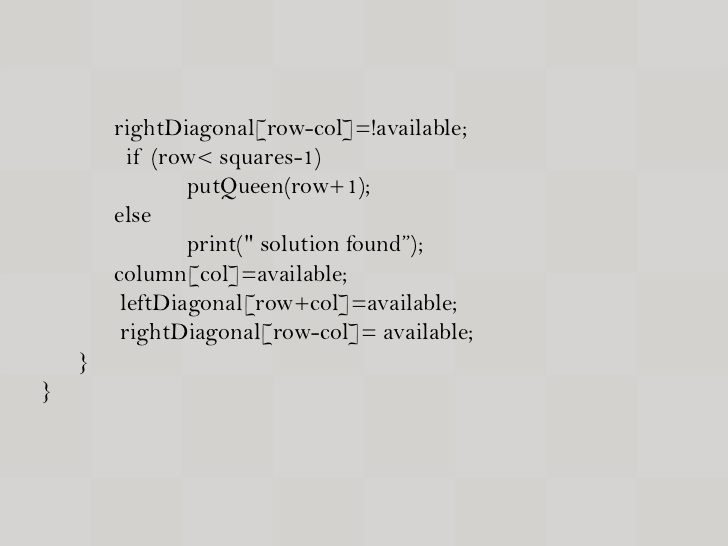 rightDiagonal[row-col]=!available;
if (row< squares-1)
putQueen(row+1);
else
print(" solution found”);
column[col]=available;
leftDiagonal[row+col]=available;
rightDiagonal[row-col]= available;
}
}